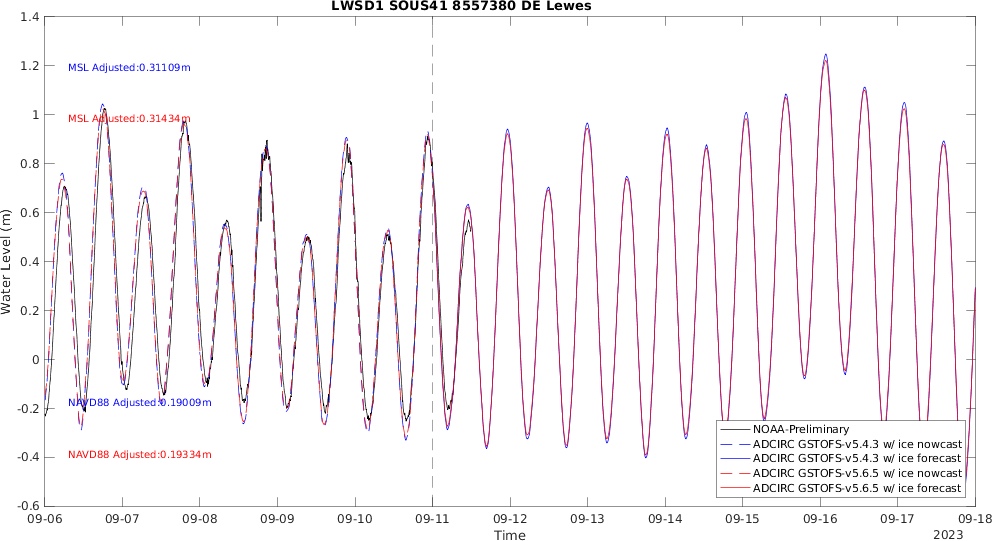 LWSD1 SOUS41 8557380 DE Lewes
1.4
1.2
1
0.8
0.6
0.4
0.2
0
-0.2
-0.4
-0.6
Water Level (m)
MSL Adjusted:0.31109m
MSL Adjusted:0.31434m
NAVD88 Adjusted:0.19009m
NAVD88 Adjusted:0.19334m
NOAA-Preliminary
ADCIRC GSTOFS-v5.4.3 w/ ice nowcast
ADCIRC GSTOFS-v5.4.3 w/ ice forecast
ADCIRC GSTOFS-v5.6.5 w/ ice nowcast
ADCIRC GSTOFS-v5.6.5 w/ ice forecast
09-06 09-07 09-08 09-09 09-10 09-11 09-12 09-13 09-14 09-15 09-16 09-17 09-18
Time
2023